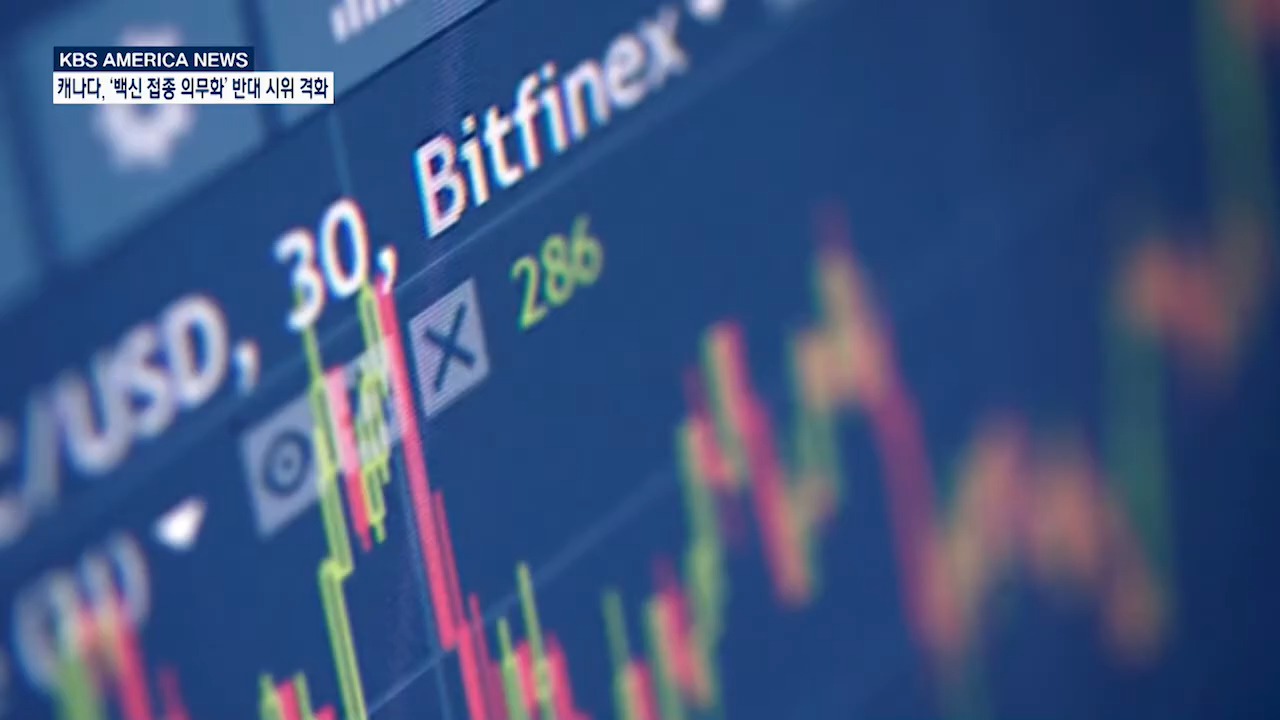 KBS AMERICA NEWS
캐나다, ‘백신 접종 의무화’ 반대 시위 격화
/USD, 30, Bitfinex
286